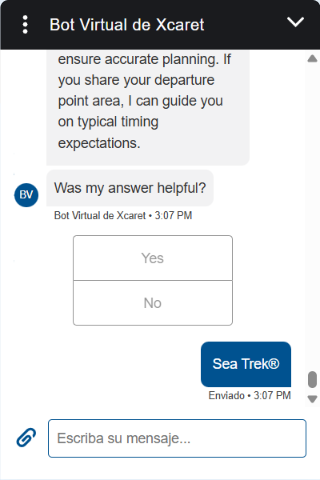 Bot Virtual de Xcaret
ensure accurate planning. If
you share your departure
point area, I can guide you
on typical timing
expectations.
BV
Was my answer helpful?
Bot Virtual de Xcaret • 3:07 PM
Yes
No
Sea Trek®
Enviado • 3:07 PM
Escriba su mensaje...